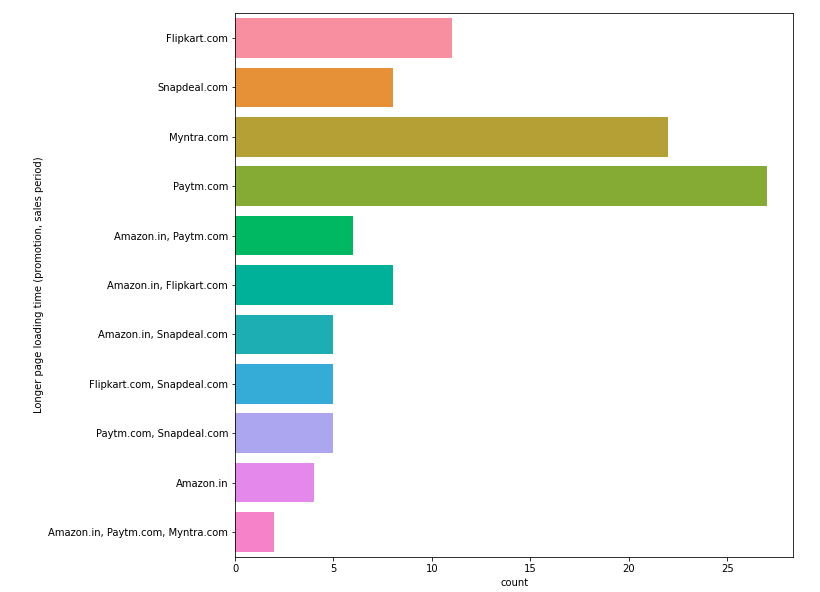 Longer page loading time (promotion, sales period)
Flipkart.com
Snapdeal.com
Myntra.com
Paytm.com
Amazon.in, Paytm.com
Amazon.in, Flipkart.com
Amazon.in, Snapdeal.com
Flipkart.com, Snapdeal.com
Paytm.com, Snapdeal.com
Amazon.in
Amazon.in, Paytm.com, Myntra.com
0 5 10 15 20 25
count